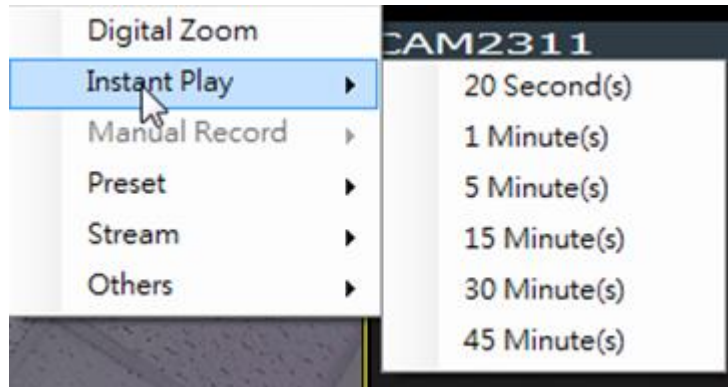 Digital Zoom
Instant Play
Manual Record
Preset
Stream
Others
CAM2311
20 Second(s)
1 Minute(s)
5 Minute(s)
15 Minute(s)
30 Minute(s)
45 Minute(s)